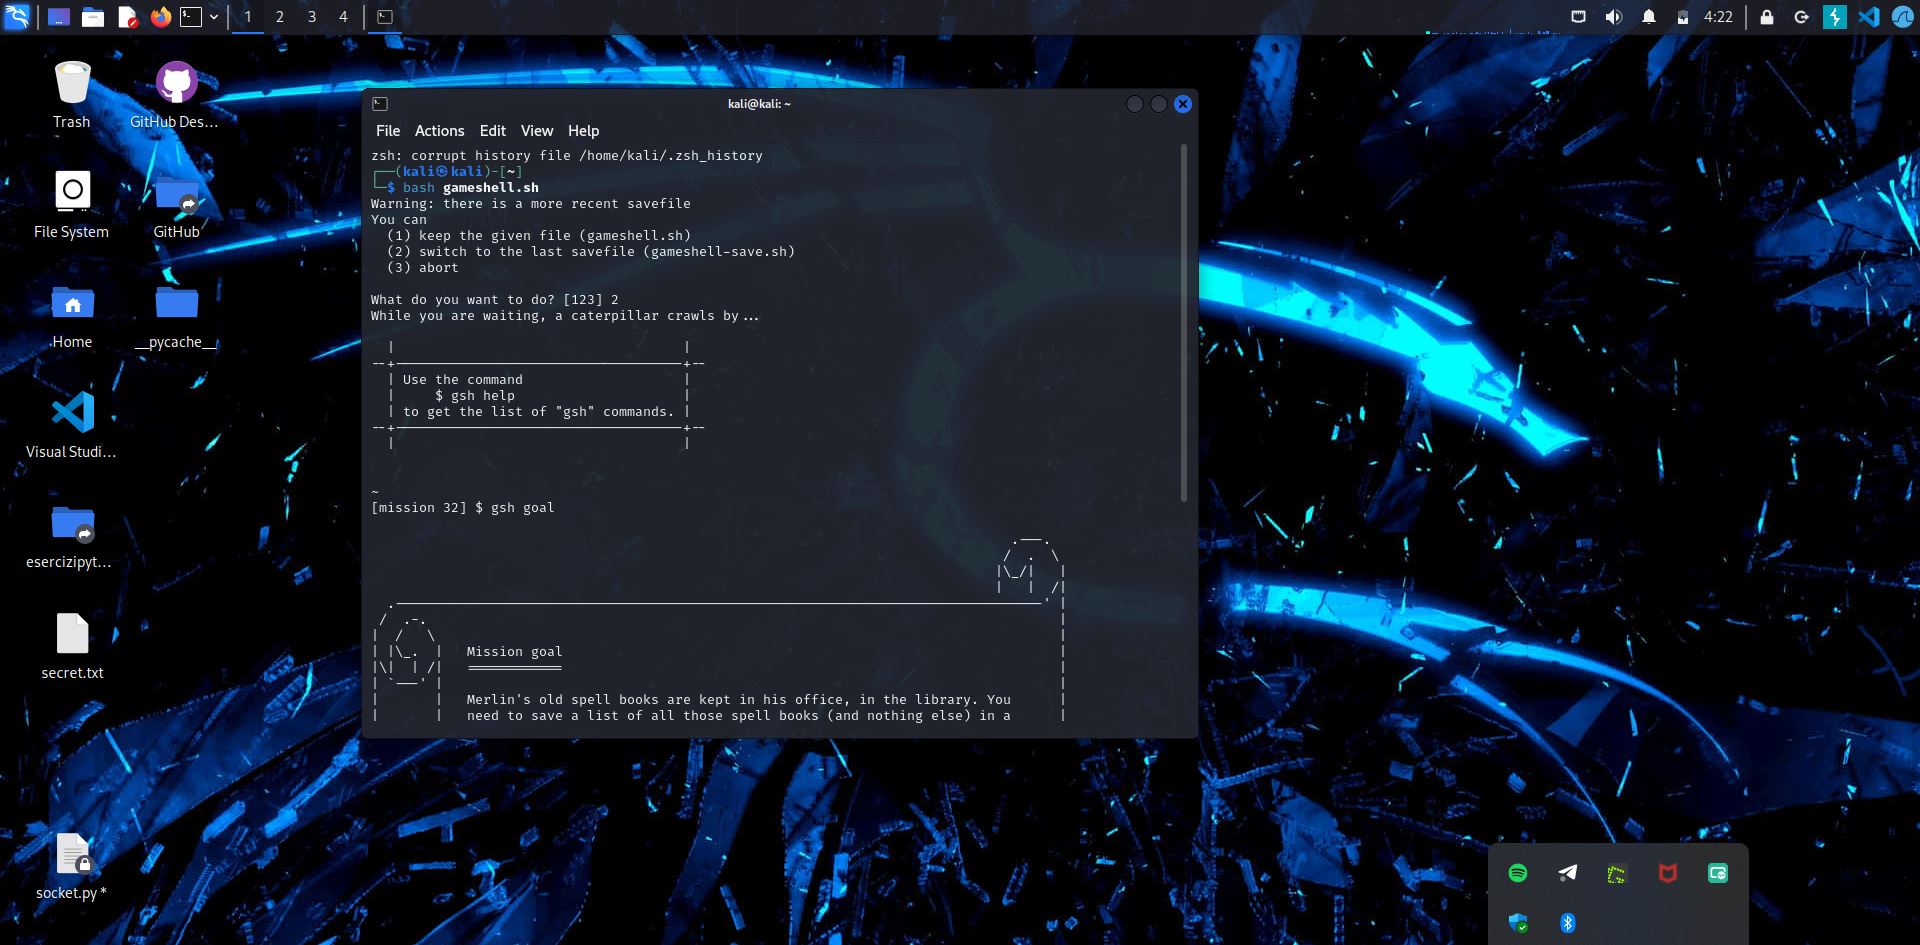 1 2 3 4
4:22
Trash
GitHub Des...
File System
GitHub
Home
__pycache__
Visual Studi...
esercizipyt...
secret.txt
socket.py *
kali@kali: ~
File Actions Edit View Help
zsh: corrupt history file /home/kali/.zsh_history
(kali㉿kali)-[~]
$ bash gameshell.sh
Warning: there is a more recent savefile
You can
(1) keep the given file (gameshell.sh)
(2) switch to the last savefile (gameshell-save.sh)
(3) abort
What do you want to do? [123] 2
While you are waiting, a caterpillar crawls by...
Use the command
$ gsh help
to get the list of "gsh" commands.
~
[mission 32] $ gsh goal
Mission goal
Merlin's old spell books are kept in his office, in the library. You
need to save a list of all those spell books (and nothing else) in a